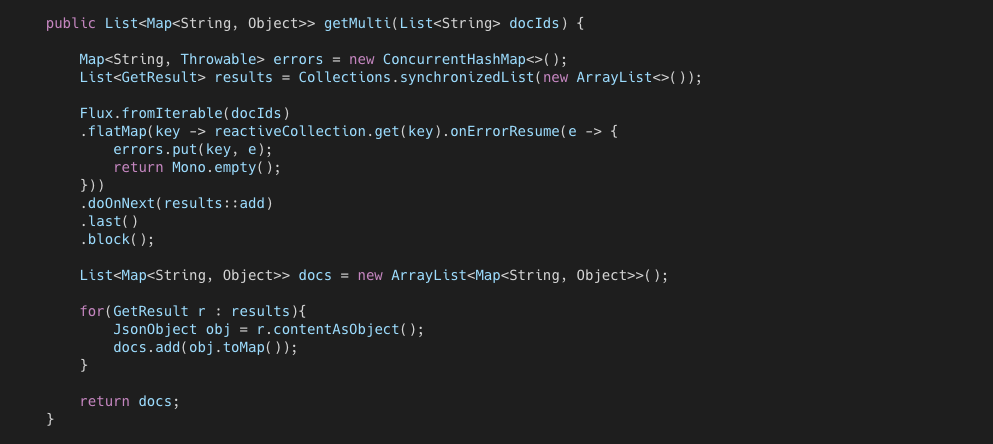 public List<Map<String, Object>> getMulti(List<String> docIds) {
Map<String, Throwable> errors = new ConcurrentHashMap<>();
List<GetResult> results = Collections.synchronizedList(new ArrayList<>());
Flux.fromIterable(docIds)
.flatMap(key -> reactiveCollection.get(key).onErrorResume(e -> {
errors.put(key, e);
return Mono.empty();
}))
.doOnNext(results::add)
.last()
.block();
List<Map<String, Object>> docs = new ArrayList<Map<String, Object>>();
for(GetResult r : results){
JsonObject obj = r.contentAsObject();
docs.add(obj.toMap());
}
return docs;
}